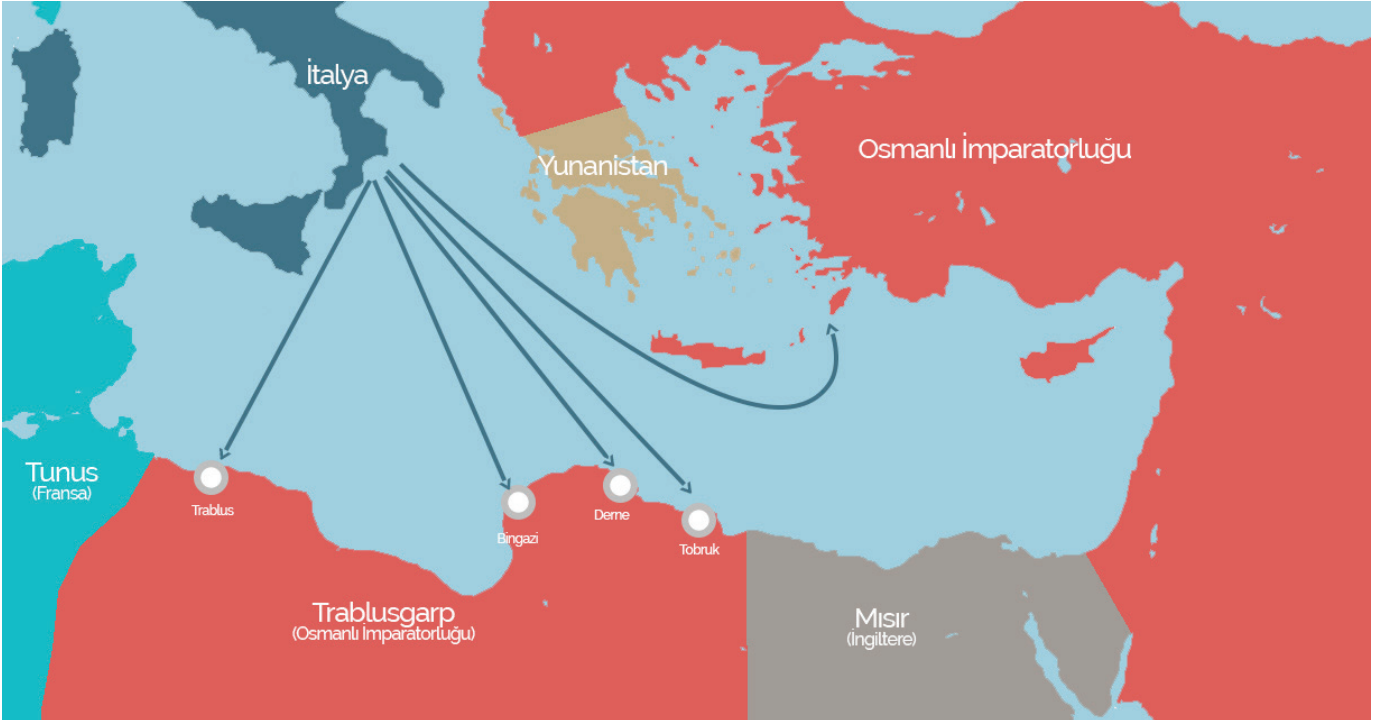 İtalya
Yunanistan
Osmanlı İmparatorluğu
Tunus
(Fransa)
Trablus
Bingazi
Derne
Tobruk
Trablusgarp
(Osmanlı İmparatorluğu)
Mısır
(İngiltere)